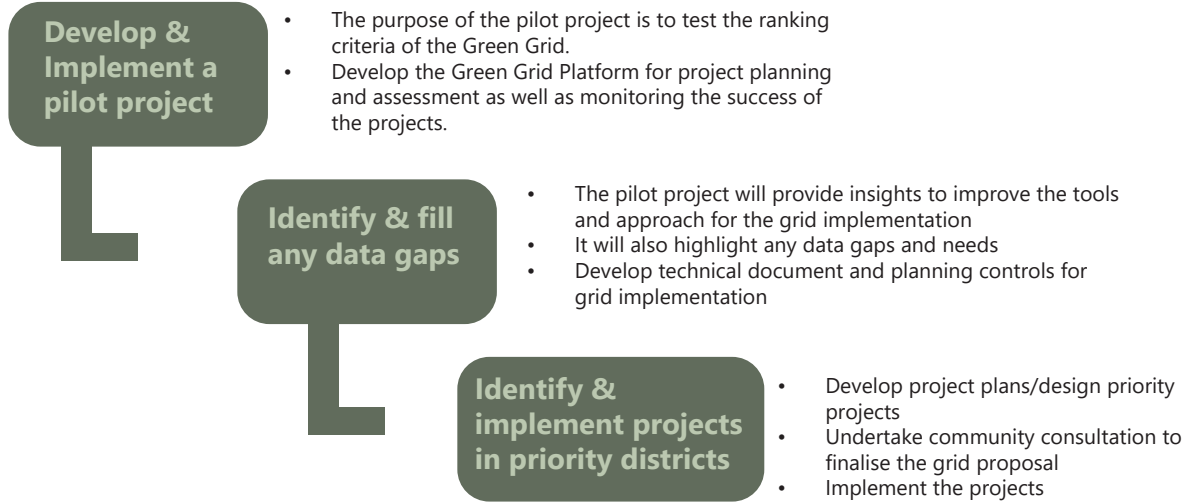 Develop &
Implement a
pilot project
• The purpose of the pilot project is to test the ranking
criteria of the Green Grid.
• Develop the Green Grid Platform for project planning
and assessment as well as monitoring the success of
the projects.
Identify & fill
any data gaps
• The pilot project will provide insights to improve the tools
and approach for the grid implementation
• It will also highlight any data gaps and needs
• Develop technical document and planning controls for
grid implementation
Identify &
implement projects
in priority districts
• Develop project plans/design priority
projects
• Undertake community consultation to
finalise the grid proposal
• Implement the projects